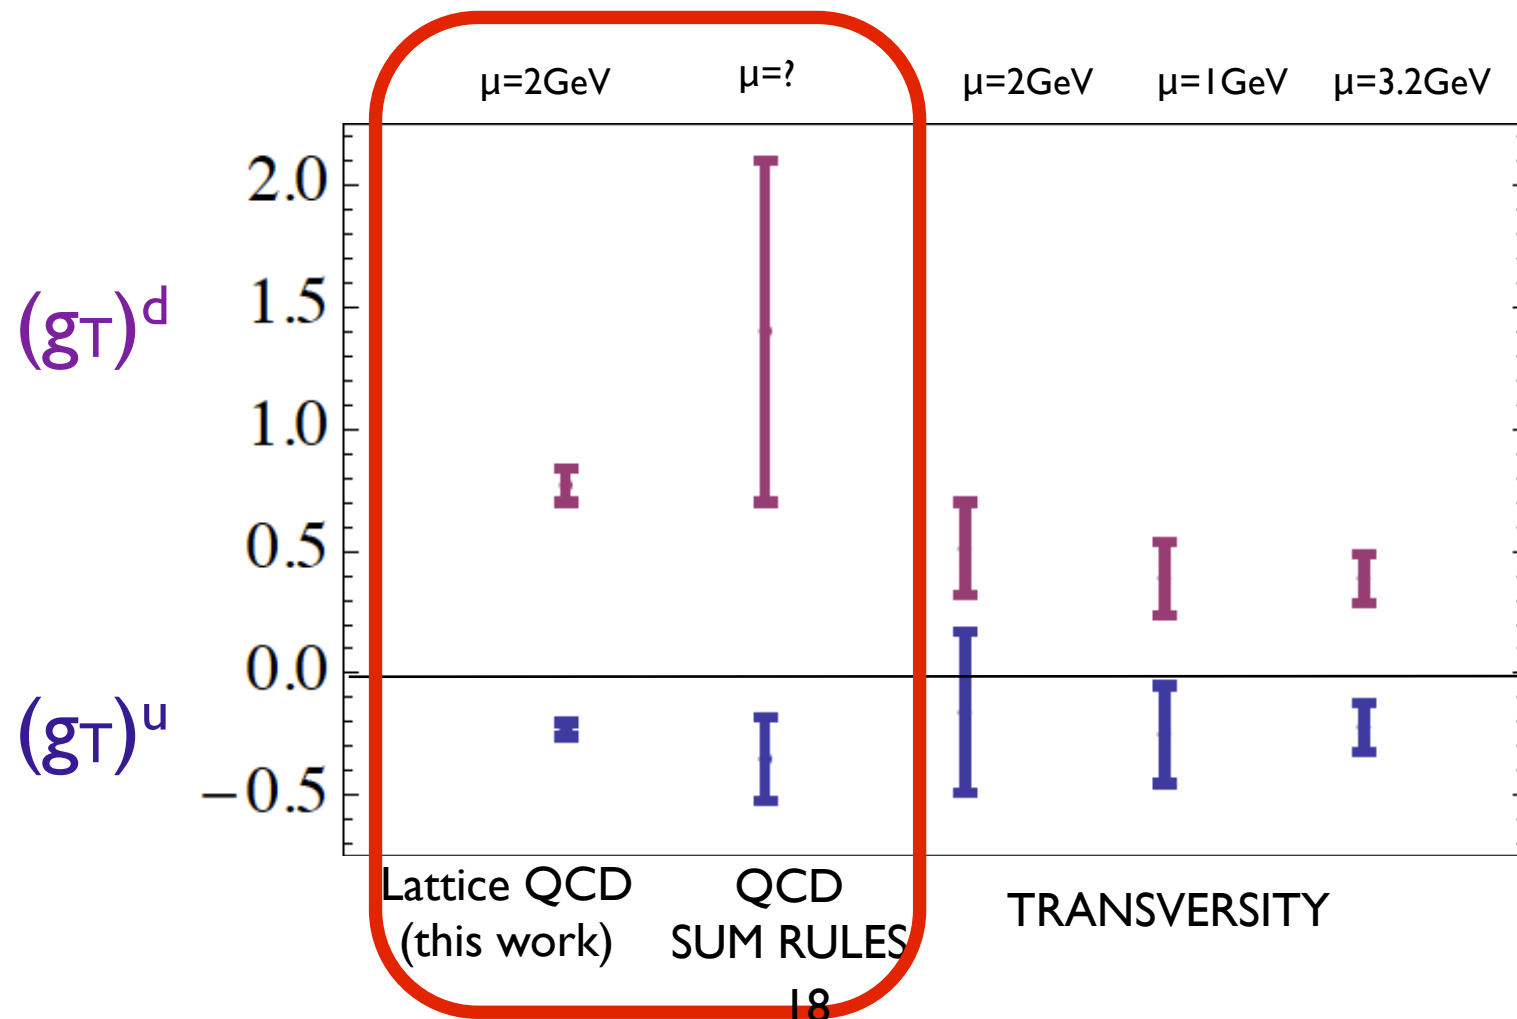 μ=2GeV
μ=?
μ=2GeV
μ=1GeV
μ=3.2GeV
2.0
1.5
1.0
0.5
0.0
−0.5
(gT)d
(gT)u
Lattice QCD
(this work)
QCD
SUM RULES
TRANSVERSITY
18